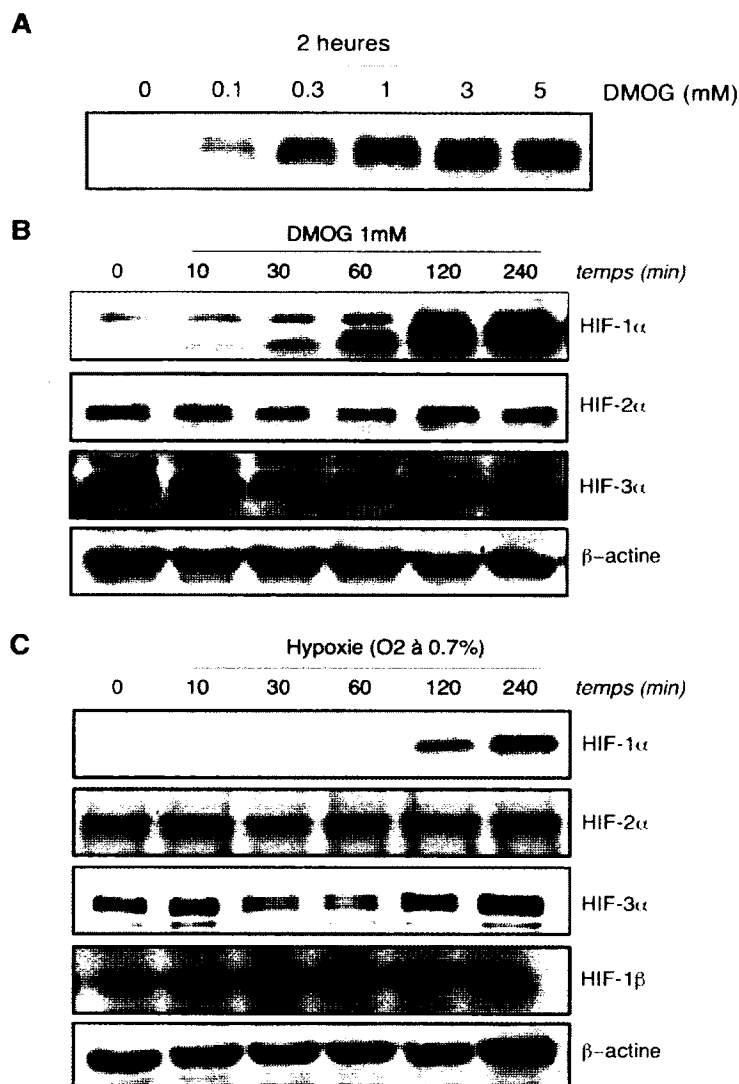 A
2 heures
0 0.1 0.3 1 3 5 DMOG (mM)
B
DMOG 1mM
0 10 30 60 120 240 temps (min)
HIF-1α
HIF-2α
HIF-3α
β-actine
C
Hypoxie (O2 à 0.7%)
0 10 30 60 120 240 temps (min)
HIF-1α
HIF-2α
HIF-3α
HIF-1β
β-actine